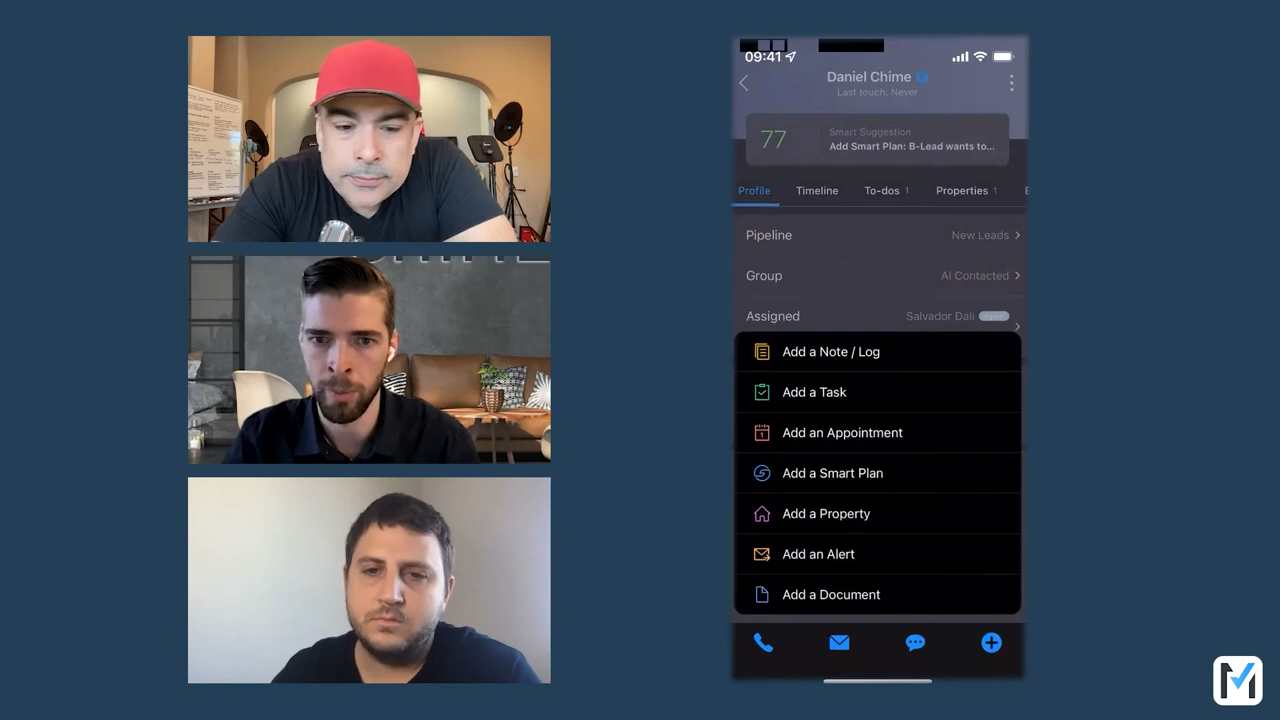 09:41
Daniel Chime
Last touch: Never
77
Smart Suggestion
Add Smart Plan: B-Lead wants to...
Profile Timeline To-dos 1 Properties 1 E
Pipeline New Leads
Group AI Contacted
Assigned Salvador Dali
Add a Note / Log
Add a Task
1 Add an Appointment
Add a Smart Plan
Add a Property
Add an Alert
Add a Document
M